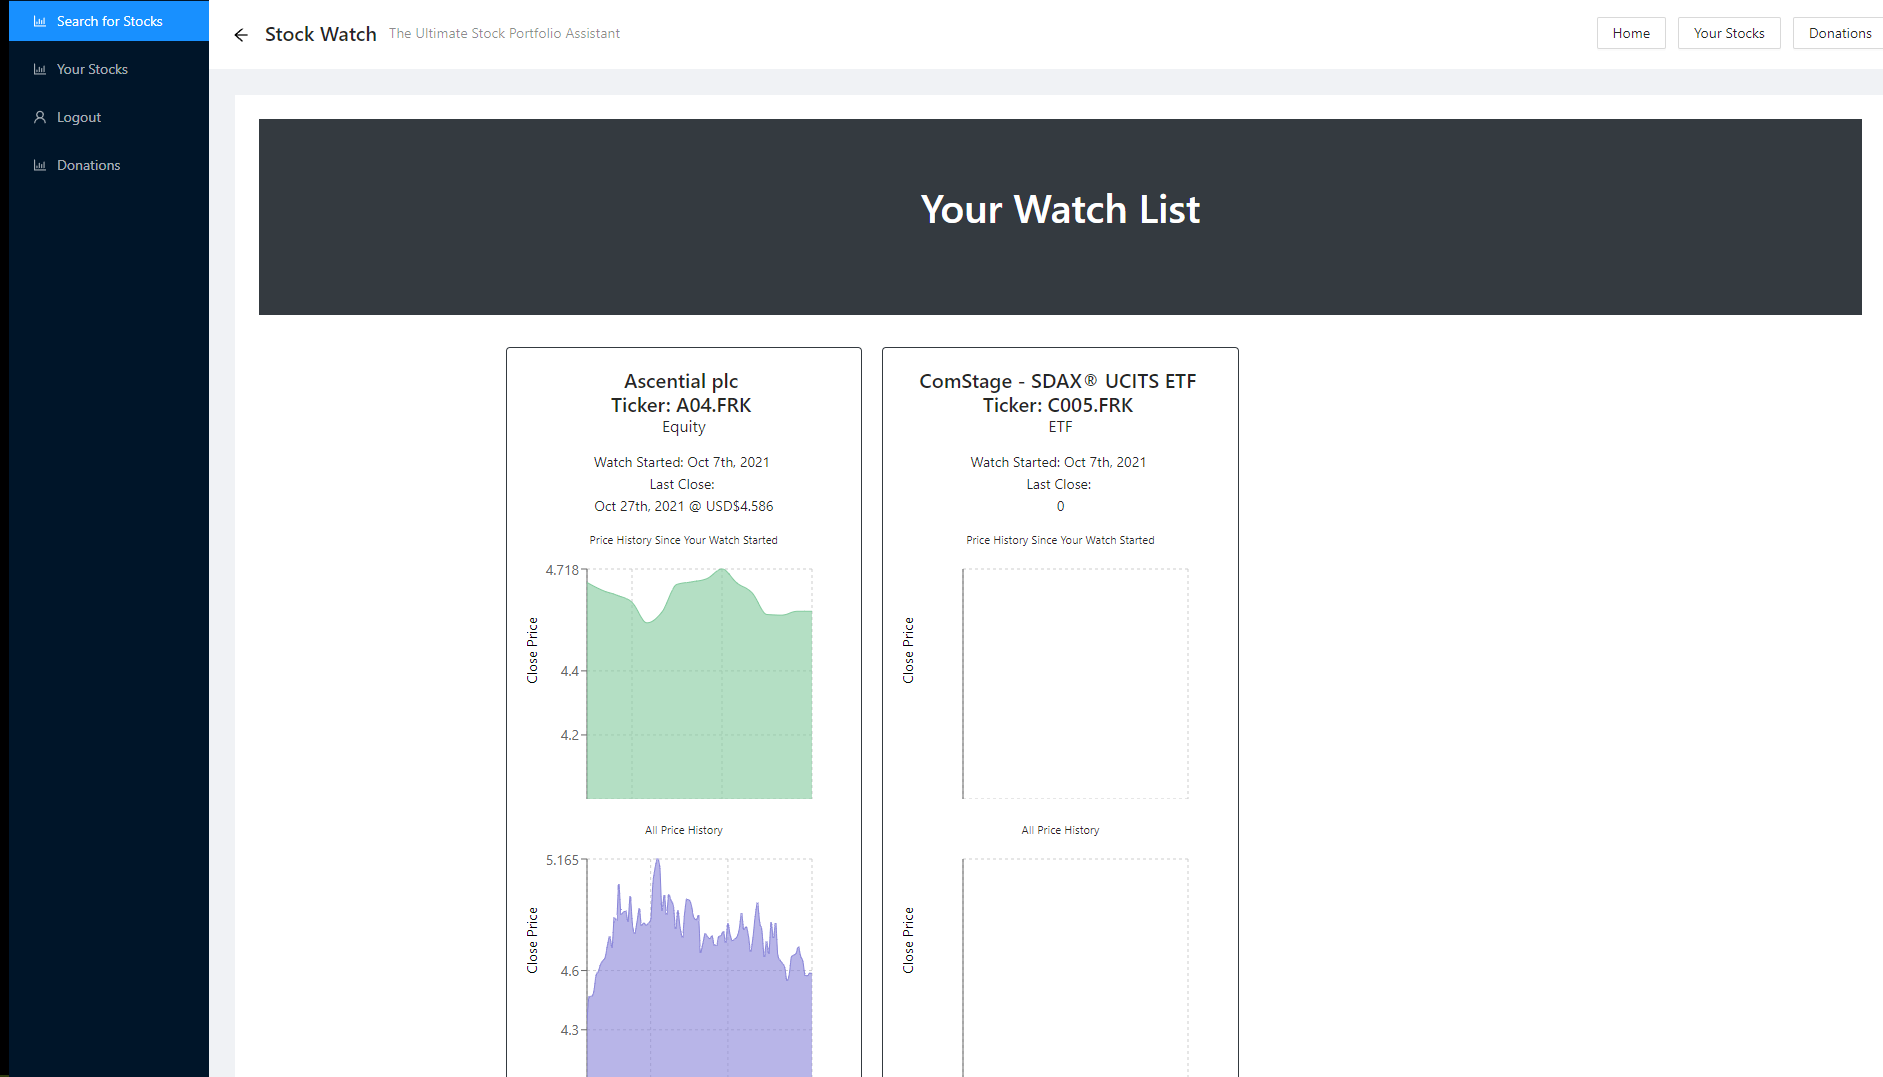 Search for Stocks
Your Stocks
Logout
Donations
Stock Watch The Ultimate Stock Portfolio Assistant
Home Your Stocks Donations
Your Watch List
Ascential plc
Ticker: A04.FRK
Equity
Watch Started: Oct 7th, 2021
Last Close:
Oct 27th, 2021 @ USD$4.586
Price History Since Your Watch Started
4.718
4.4
4.2
Close Price
All Price History
5.165
4.6
4.3
Close Price
ComStage - SDAX® UCITS ETF
Ticker: C005.FRK
ETF
Watch Started: Oct 7th, 2021
Last Close:
0
Price History Since Your Watch Started
Close Price
All Price History
Close Price